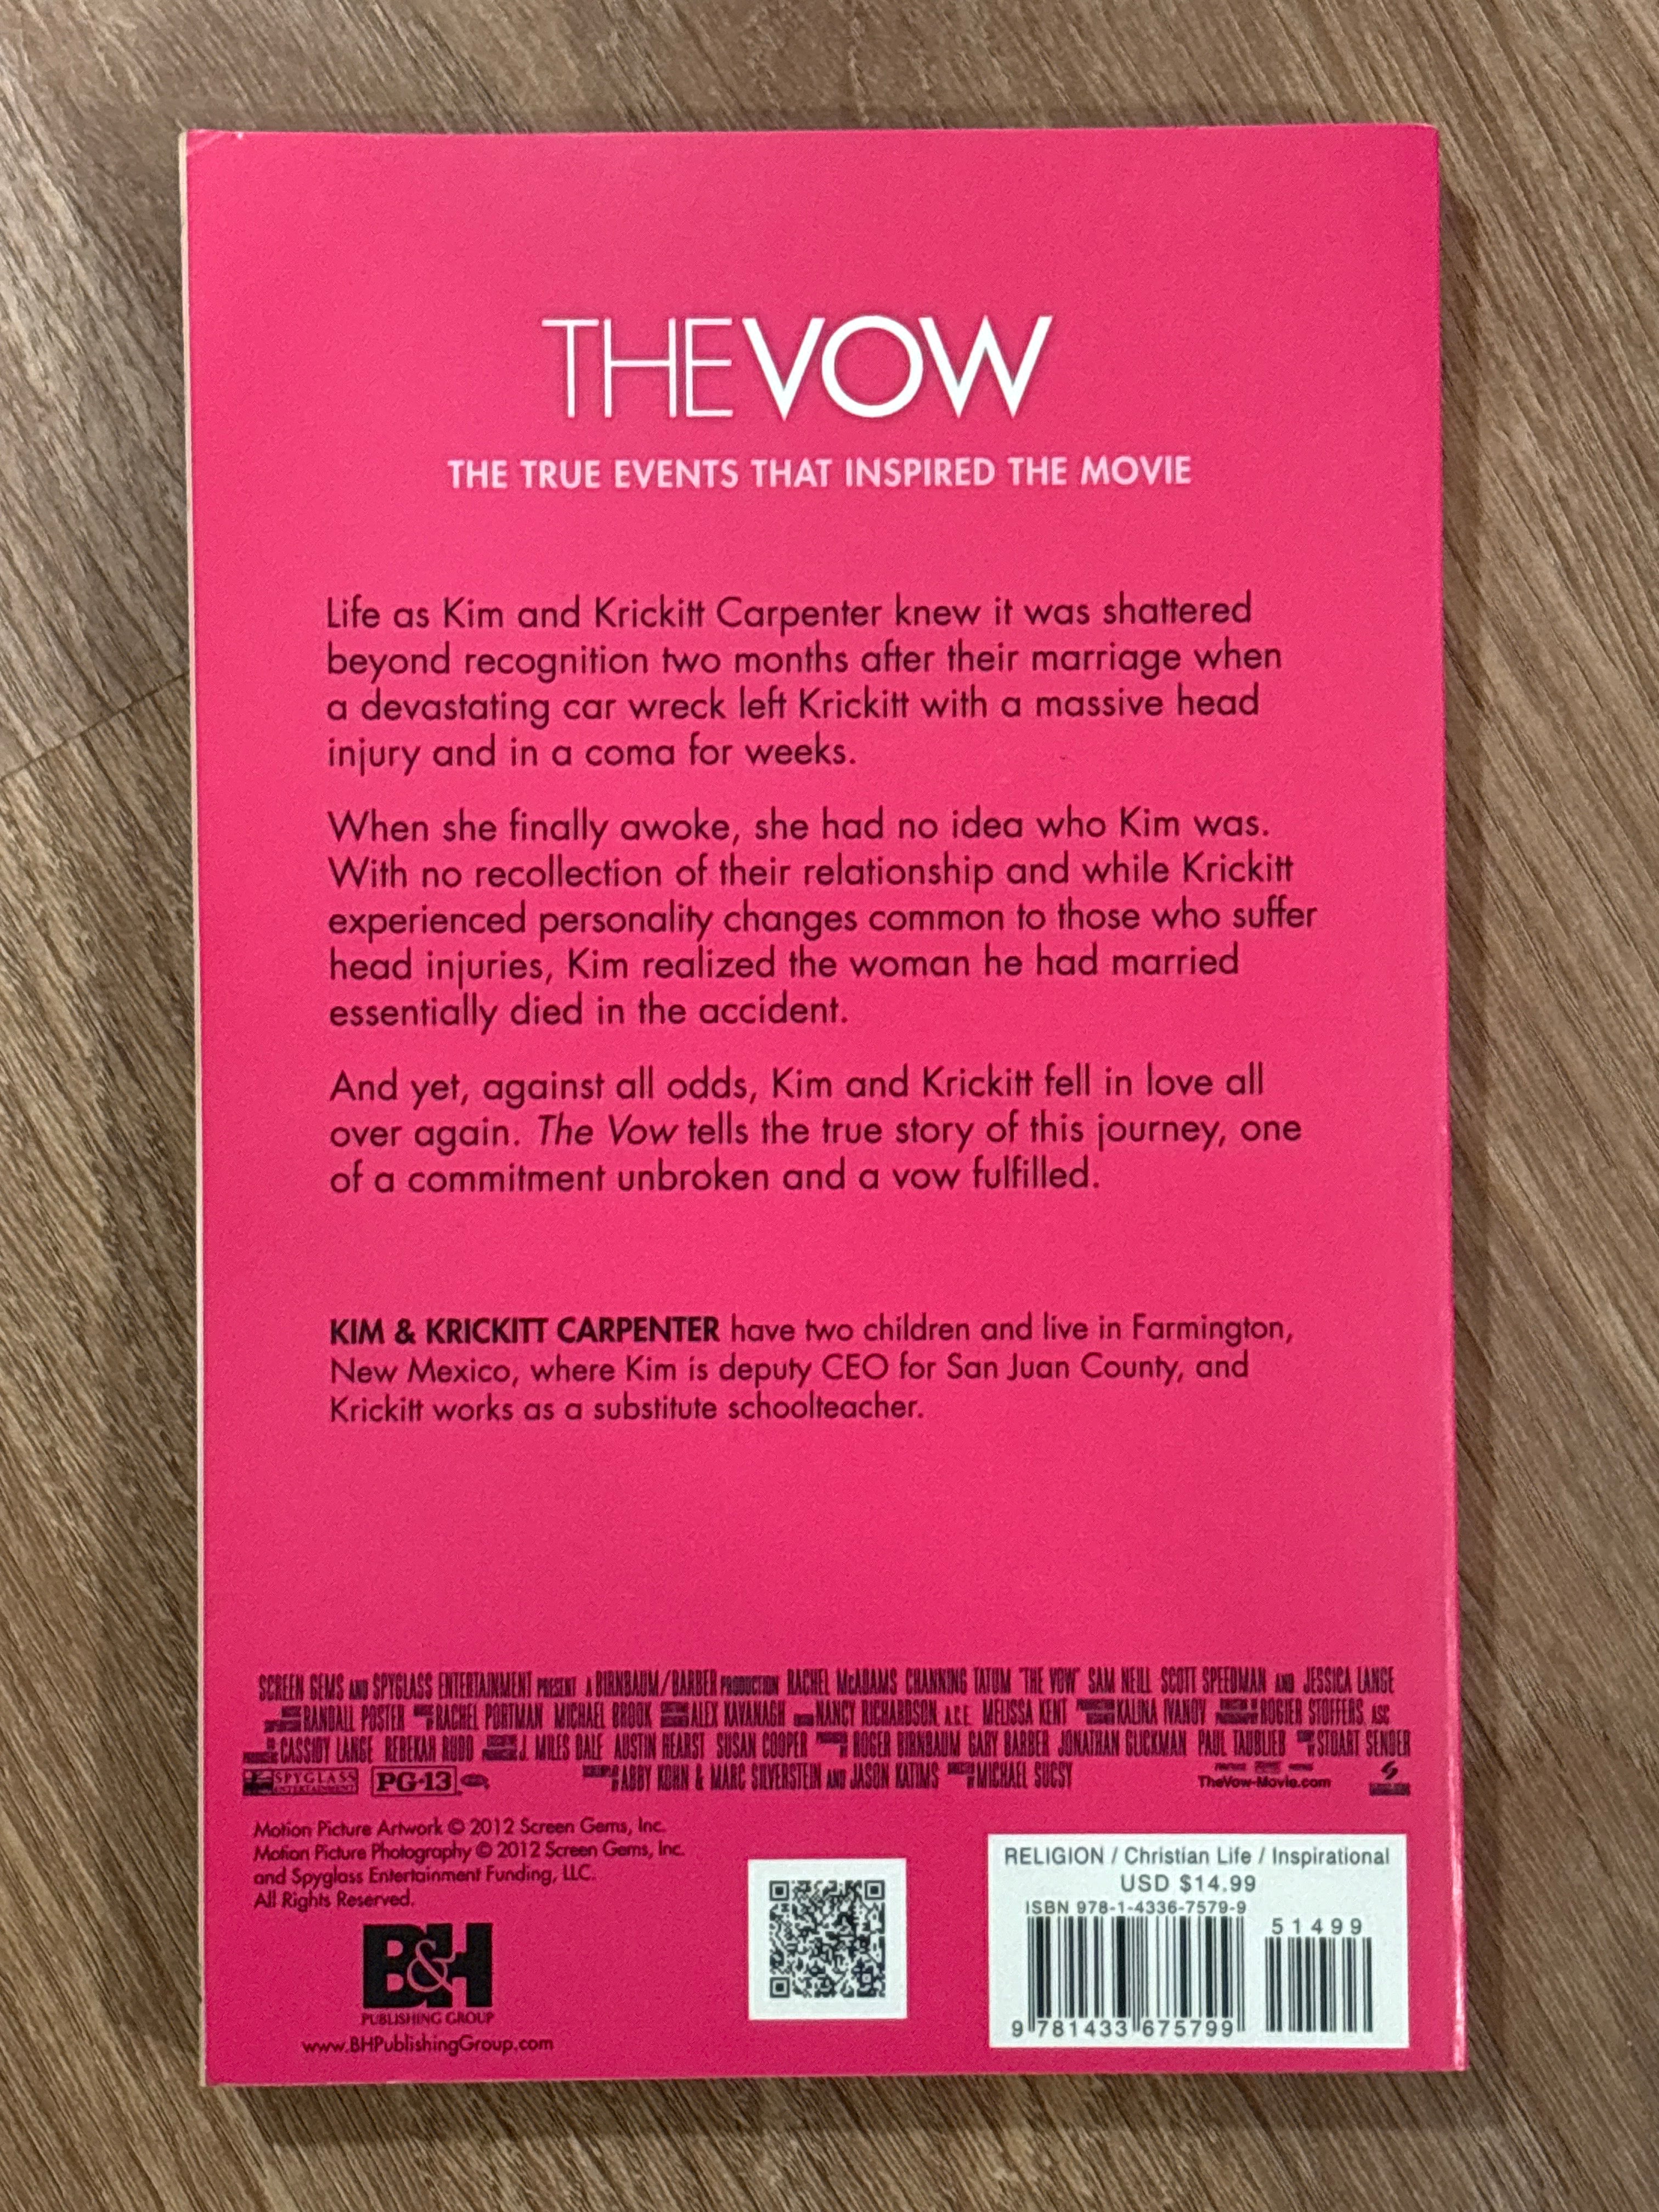 THE VOW
THE TRUE EVENTS THAT INSPIRED THE MOVIE
Life as Kim and Krickitt Carpenter knew it was shattered
beyond recognition two months after their marriage when
a devastating car wreck left Krickitt with a massive head
injury and in a coma for weeks.
When she finally awoke, she had no idea who Kim was.
With no recollection of their relationship and while Krickitt
experienced personality changes common to those who suffer
head injuries, Kim realized the woman he had married
essentially died in the accident.
And yet, against all odds, Kim and Krickitt fell in love all
over again. The Vow tells the true story of this journey, one
of a commitment unbroken and a vow fulfilled.
KIM & KRICKITT CARPENTER have two children and live in Farmington,
New Mexico, where Kim is deputy CEO for San Juan County, and
Krickitt works as a substitute schoolteacher.
SCREEN GEMS AND SPYGLASS ENTERTAINMENT PRESENT A BIRNBAUM/BARBER PRODUCTION RACHEL McADAMS CHANNING TATUM "THE VOW" SAM NEILL SCOTT SPEEDMAN AND JESSICA LANGE
RANDALL POSTER RACHEL PORTMAN MICHAEL BROOK ALEX KAVANAGH NANCY RICHARDSON, A.C.E. MELISSA KENT KALINA IVANOV ROGIER STOFFERS, ASC
CASSIDY LANGE REBEKAH RUDD J. MILES DALE AUSTIN HEARST SUSAN COOPER ROGER BIRNBAUM GARY BARBER JONATHAN GLICKMAN PAUL TAUBLIEB STUART SENDER
SPYGLASS ENTERTAINMENT PG-13 ABBY KOHN & MARC SILVERSTEIN AND JASON KATIMS MICHAEL SUCSY TheVow-Movie.com
Motion Picture Artwork © 2012 Screen Gems, Inc.
Motion Picture Photography © 2012 Screen Gems, Inc.
and Spyglass Entertainment Funding, LLC.
All Rights Reserved.
B&H
PUBLISHING GROUP
www.BHPublishingGroup.com
RELIGION / Christian Life / Inspirational
USD $14.99
ISBN 978-1-4336-7579-9
51499
9 781433 675799